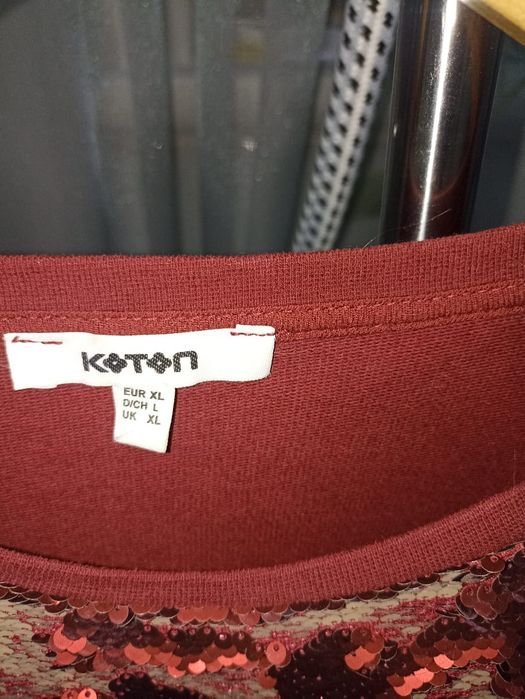 KOTON
EUR XL
D/CH L
UK XL